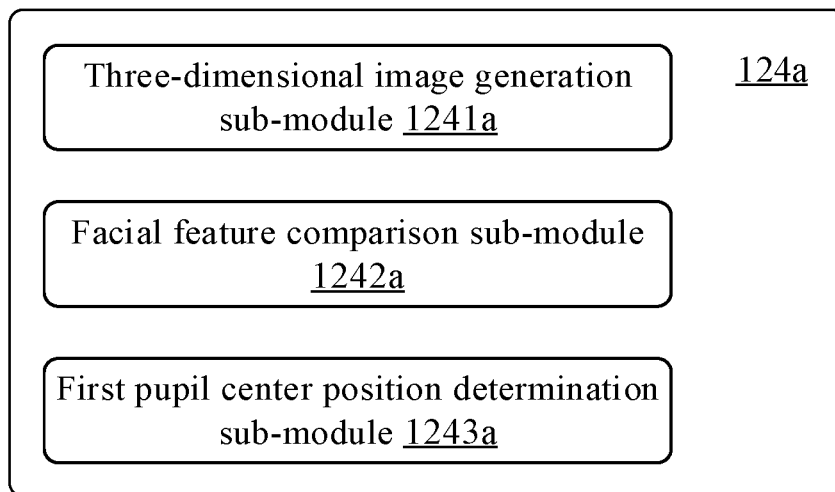 Three-dimensional image generation
sub-module 1241a
124a
Facial feature comparison sub-module
1242a
First pupil center position determination
sub-module 1243a